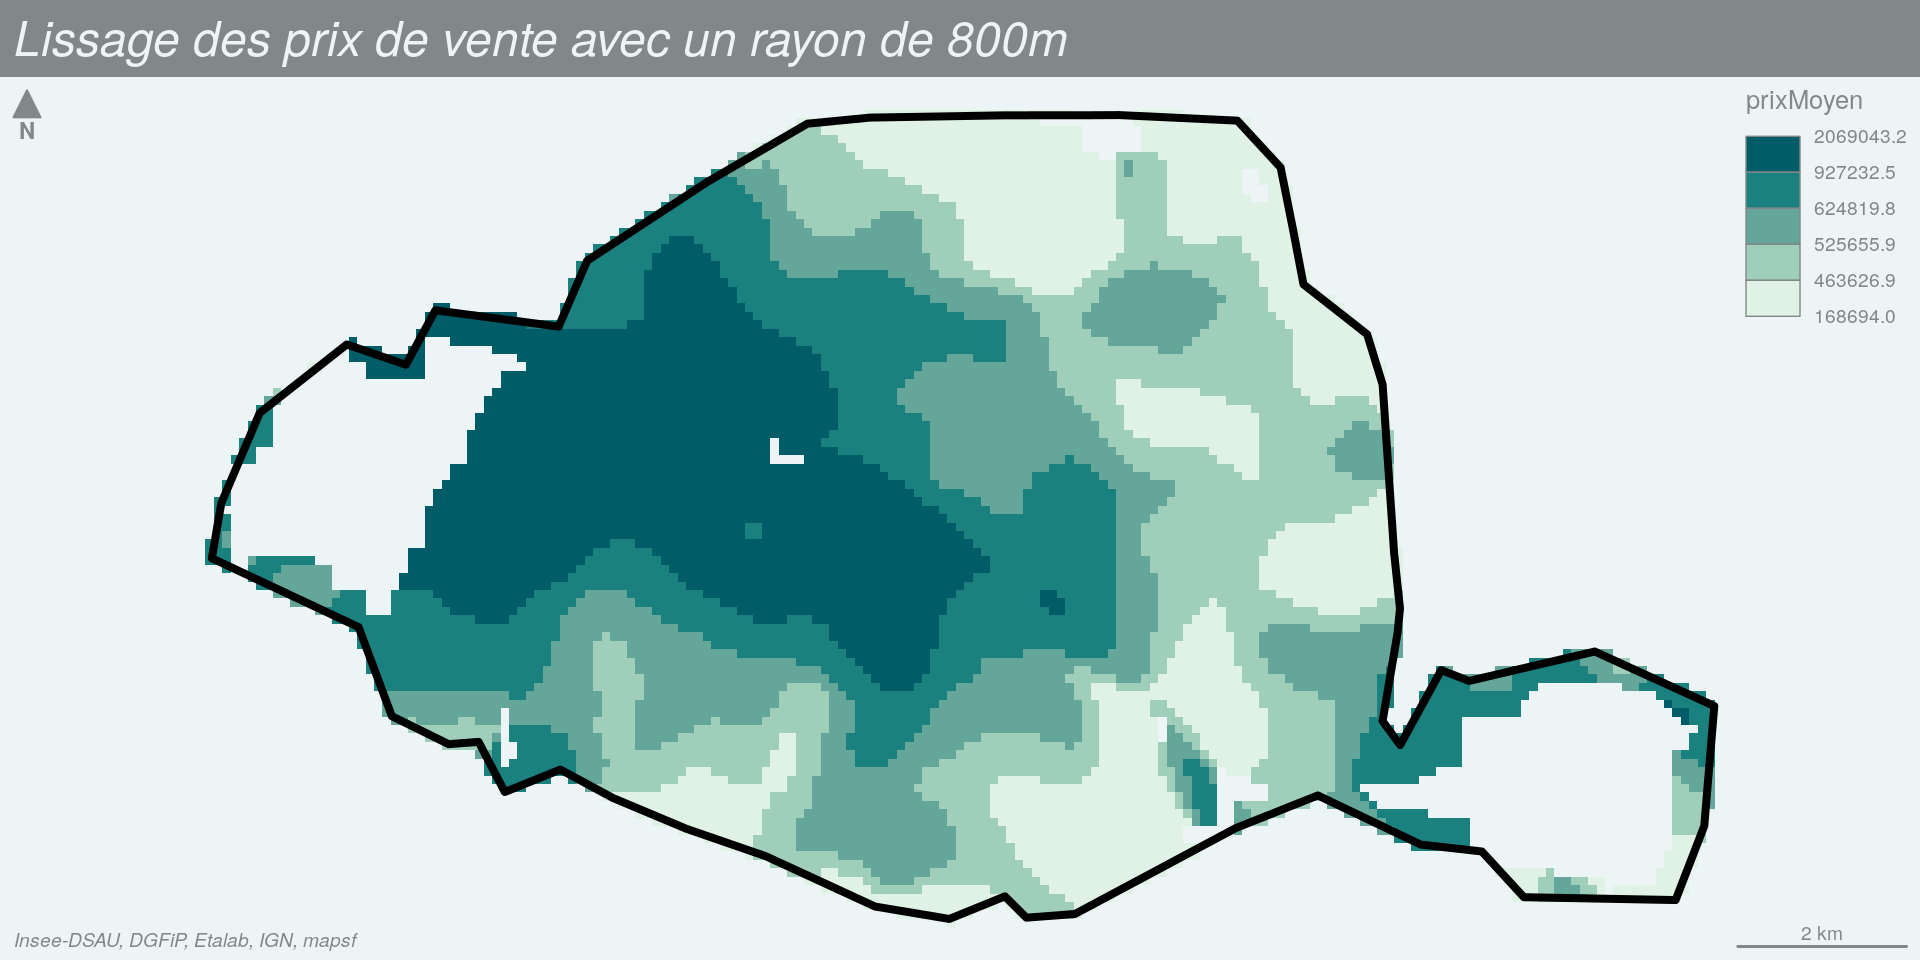 Lissage des prix de vente avec un rayon de 800m
N
prixMoyen
2069043.2
927232.5
624819.8
525655.9
463626.9
168694.0
Insee-DSAU, DGFiP, Etalab, IGN, mapsf
2 km